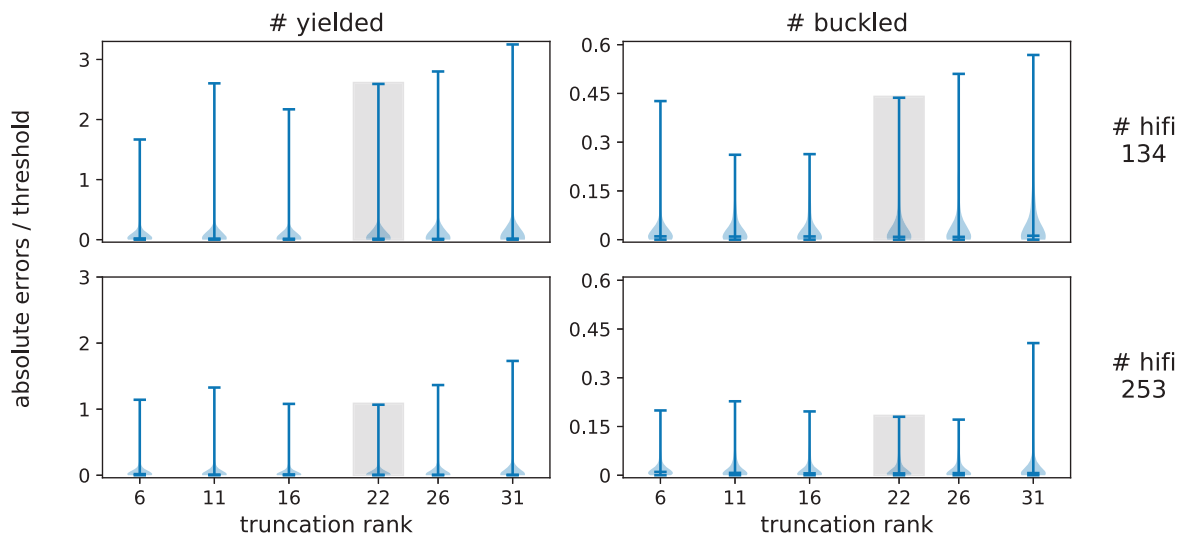 # yielded
# buckled
absolute errors / threshold
3
2
1
0
0.6
0.45
0.3
0.15
0
# hifi
134
3
2
1
0
0.6
0.45
0.3
0.15
0
# hifi
253
6 11 16 22 26 31
6 11 16 22 26 31
truncation rank
truncation rank